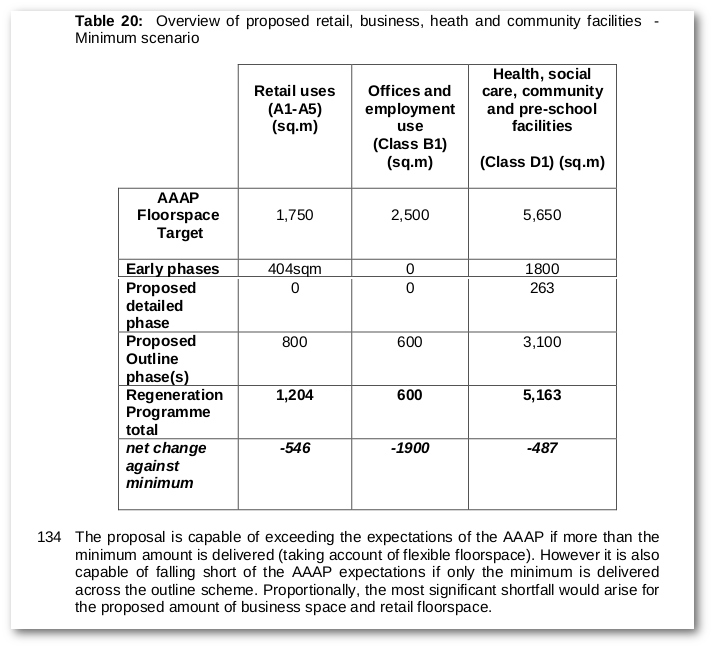 Table 20: Overview of proposed retail, business, heath and community facilities -
Minimum scenario
Retail uses
(A1-A5)
(sq.m)
Offices and
employment
use
(Class B1)
(sq.m)
Health, social
care, community
and pre-school
facilities
(Class D1) (sq.m)
AAAP
Floorspace
Target
1,750
2,500
5,650
Early phases
404sqm
0
1800
Proposed
detailed
phase
0
0
263
Proposed
Outline
phase(s)
800
600
3,100
Regeneration
Programme
total
1,204
600
5,163
net change
against
minimum
-546
-1900
-487
134 The proposal is capable of exceeding the expectations of the AAAP if more than the
minimum amount is delivered (taking account of flexible floorspace). However it is also
capable of falling short of the AAAP expectations if only the minimum is delivered
across the outline scheme. Proportionally, the most significant shortfall would arise for
the proposed amount of business space and retail floorspace.